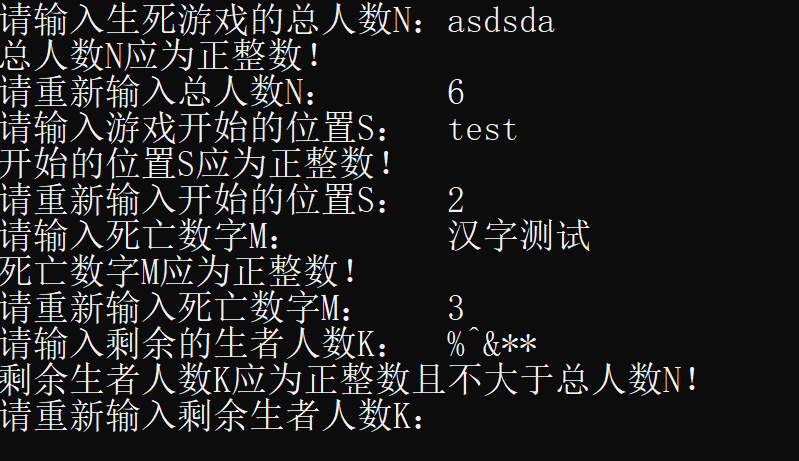 请输入生死游戏的总人数N：asdsda
总人数N应为正整数！
请重新输入总人数N：      6
请输入游戏开始的位置S：  test
开始的位置S应为正整数！
请重新输入开始的位置S：  2
请输入死亡数字M：        汉字测试
死亡数字M应为正整数！
请重新输入死亡数字M：    3
请输入剩余的生者人数K：  %^&**
剩余生者人数K应为正整数且不大于总人数N！
请重新输入剩余生者人数K：